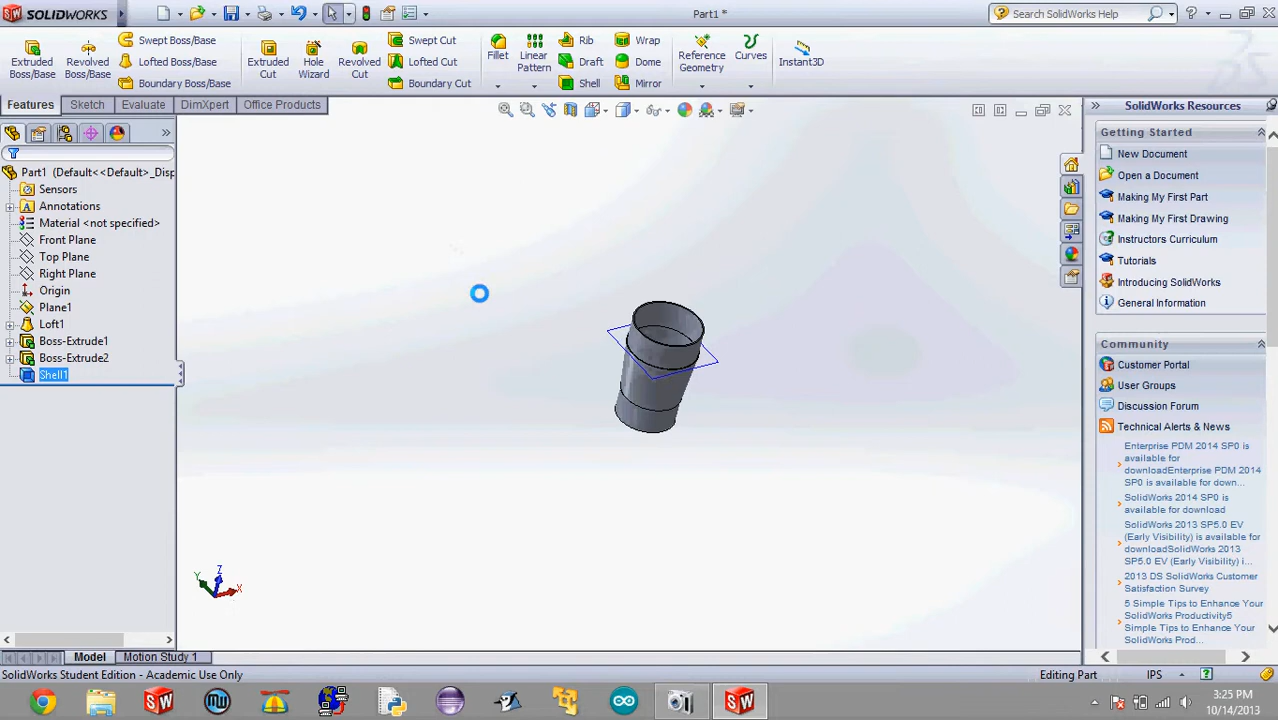 SOLIDWORKS
Part1 *
Search SolidWorks Help
Extruded Boss/Base
Revolved Boss/Base
Swept Boss/Base
Lofted Boss/Base
Boundary Boss/Base
Extruded Cut
Hole Wizard
Revolved Cut
Swept Cut
Lofted Cut
Boundary Cut
Fillet
Linear Pattern
Rib
Draft
Shell
Wrap
Dome
Mirror
Reference Geometry
Curves
Instant3D
Features
Sketch
Evaluate
DimXpert
Office Products
Part1 (Default<<Default>_Disp
Sensors
Annotations
Material <not specified>
Front Plane
Top Plane
Right Plane
Origin
Plane1
Loft1
Boss-Extrude1
Boss-Extrude2
Shell1
Z
Y
X
SolidWorks Resources
Getting Started
New Document
Open a Document
Making My First Part
Making My First Drawing
Instructors Curriculum
Tutorials
Introducing SolidWorks
General Information
Community
Customer Portal
User Groups
Discussion Forum
Technical Alerts & News
Enterprise PDM 2014 SP0 is
available for
downloadEnterprise PDM 2014
SP0 is available for down...
SolidWorks 2014 SP0 is
available for download
SolidWorks 2013 SP5.0 EV
(Early Visibility) is available for
downloadSolidWorks 2013
SP5.0 EV (Early Visibility) i...
2013 DS SolidWorks Customer
Satisfaction Survey
5 Simple Tips to Enhance Your
SolidWorks Productivity5
Simple Tips to Enhance Your
SolidWorks Prod...
Model
Motion Study 1
SolidWorks Student Edition - Academic Use Only
Editing Part
IPS
3:25 PM
10/14/2013